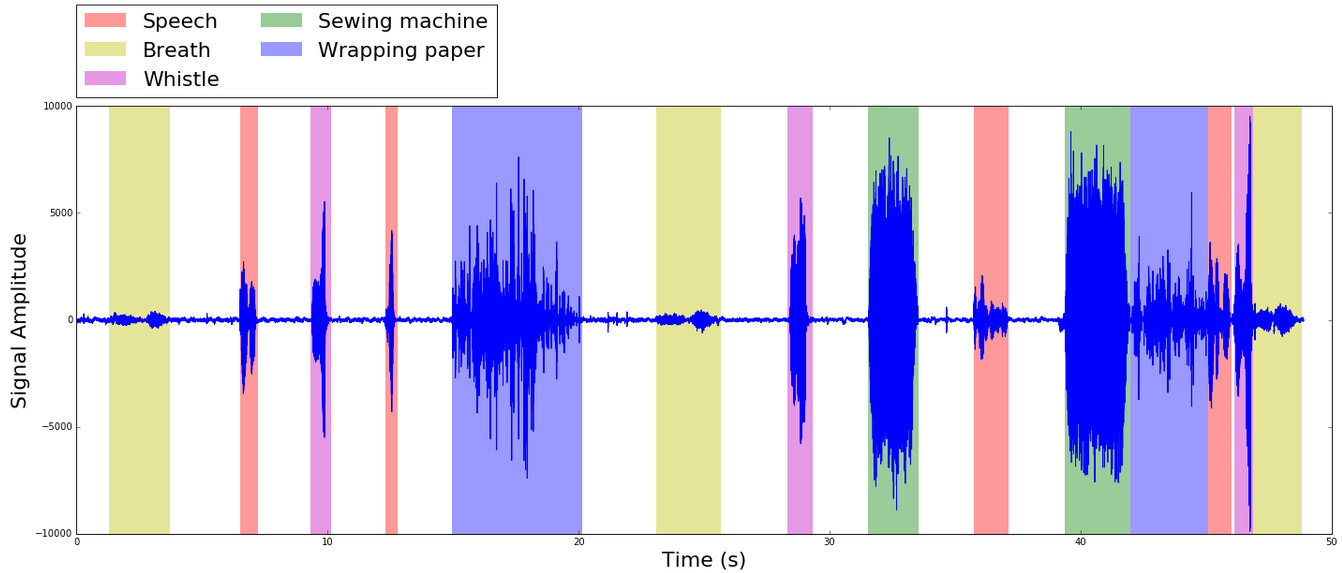 Speech Sewing machine
Breath Wrapping paper
Whistle
10000
5000
0
−5000
−10000
Signal Amplitude
0 10 20 30 40 50
Time (s)